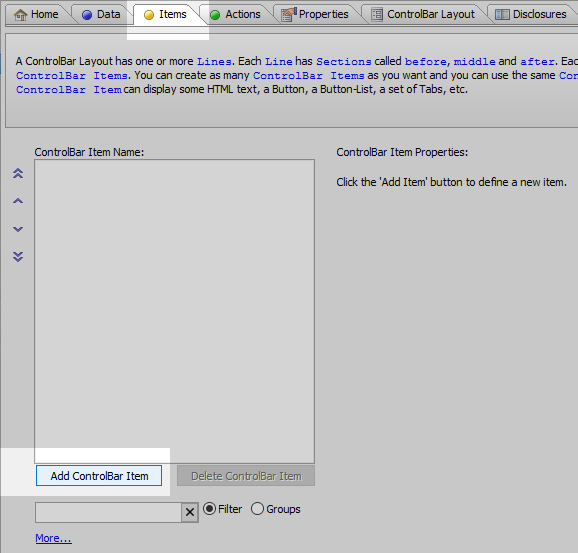 Home Data Items Actions Properties ControlBar Layout Disclosures
A ControlBar Layout has one or more Lines. Each Line has Sections called before, middle and after. Eac
ControlBar Items. You can create as many ControlBar Items as you want and you can use the same Con
ControlBar Item can display some HTML text, a Button, a Button-List, a set of Tabs, etc.
ControlBar Item Name: ControlBar Item Properties:
Click the 'Add Item' button to define a new item.
Add ControlBar Item Delete ControlBar Item
Filter Groups
More...